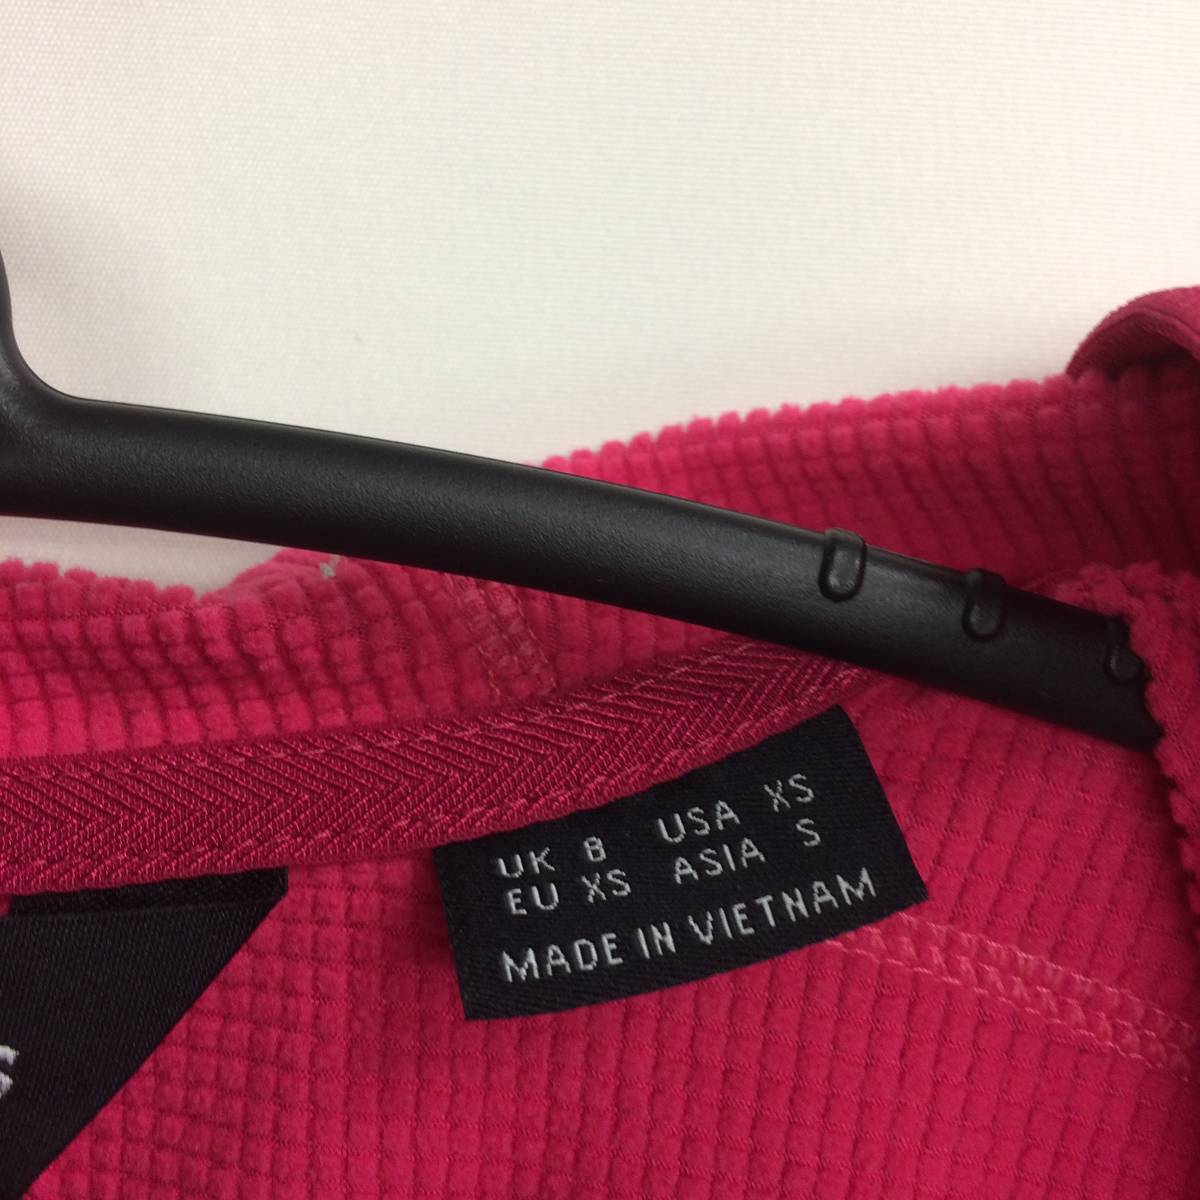 UK 8 USA XS
EU XS ASIA S
MADE IN VIETNAM
S